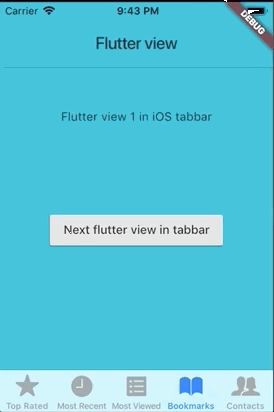 Carrier 9:43 PM
DEBUG
Flutter view
Flutter view 1 in iOS tabbar
Next flutter view in tabbar
Top Rated Most Recent Most Viewed Bookmarks Contacts